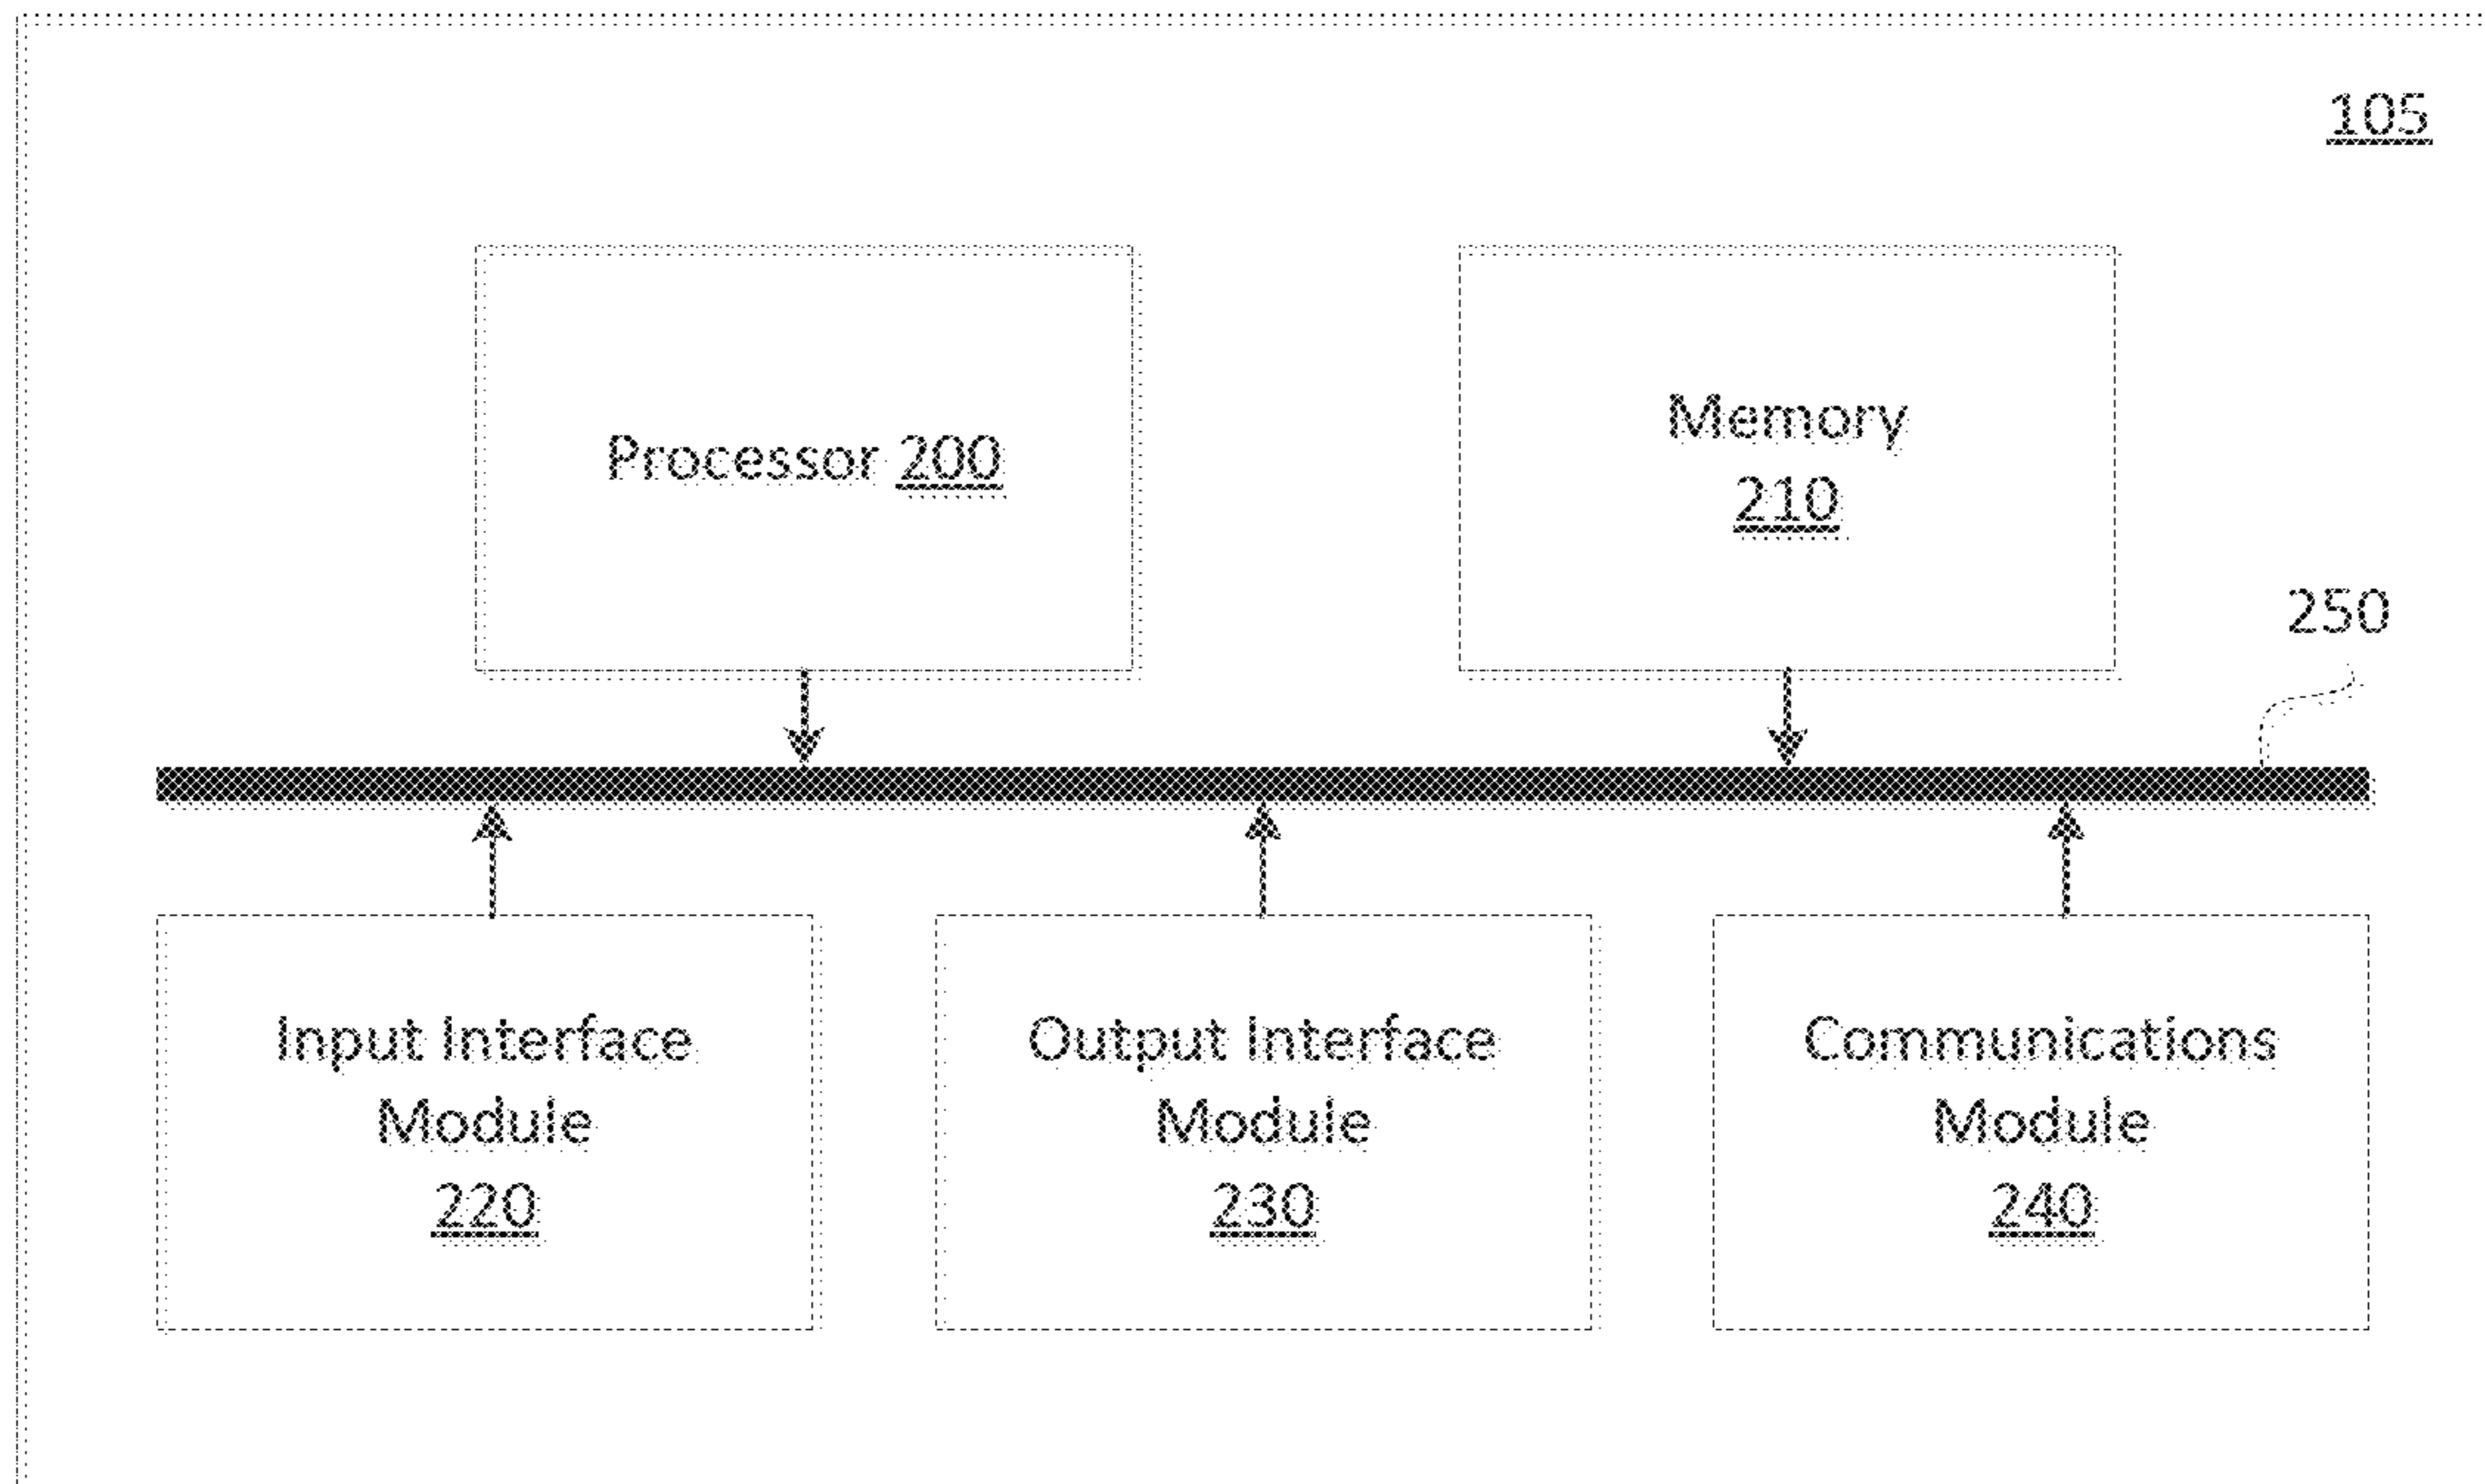 105
Processor 200
Memory
210
250
Input Interface
Module
220
Output Interface
Module
230
Communications
Module
240